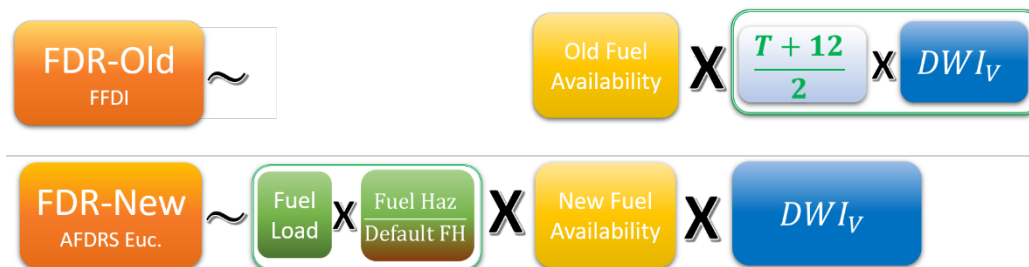 FDR-Old
FFDI
~
Old Fuel
Availability
X
T + 12
2
X
DWI_V
FDR-New
AFDRS Euc.
~
Fuel
Load
X
Fuel Haz
Default FH
X
New Fuel
Availability
X
DWI_V